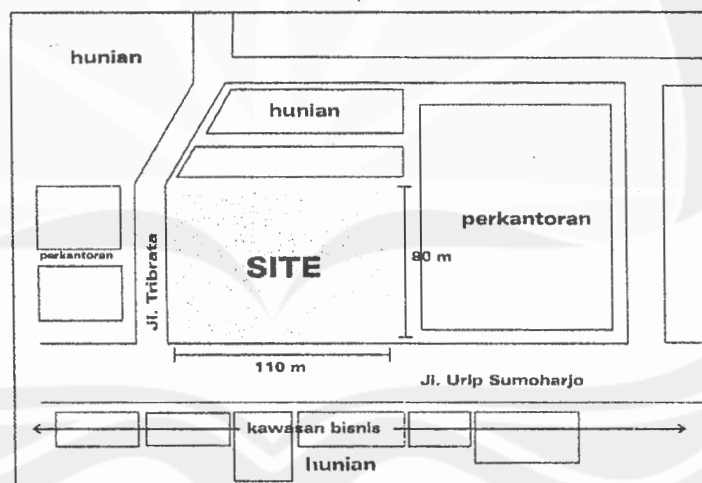 hunian
hunian
perkantoran
perkantoran
Jl. Tribrata
SITE
80 m
110 m
Jl. Urip Sumoharjo
kawasan bisnis
hunian